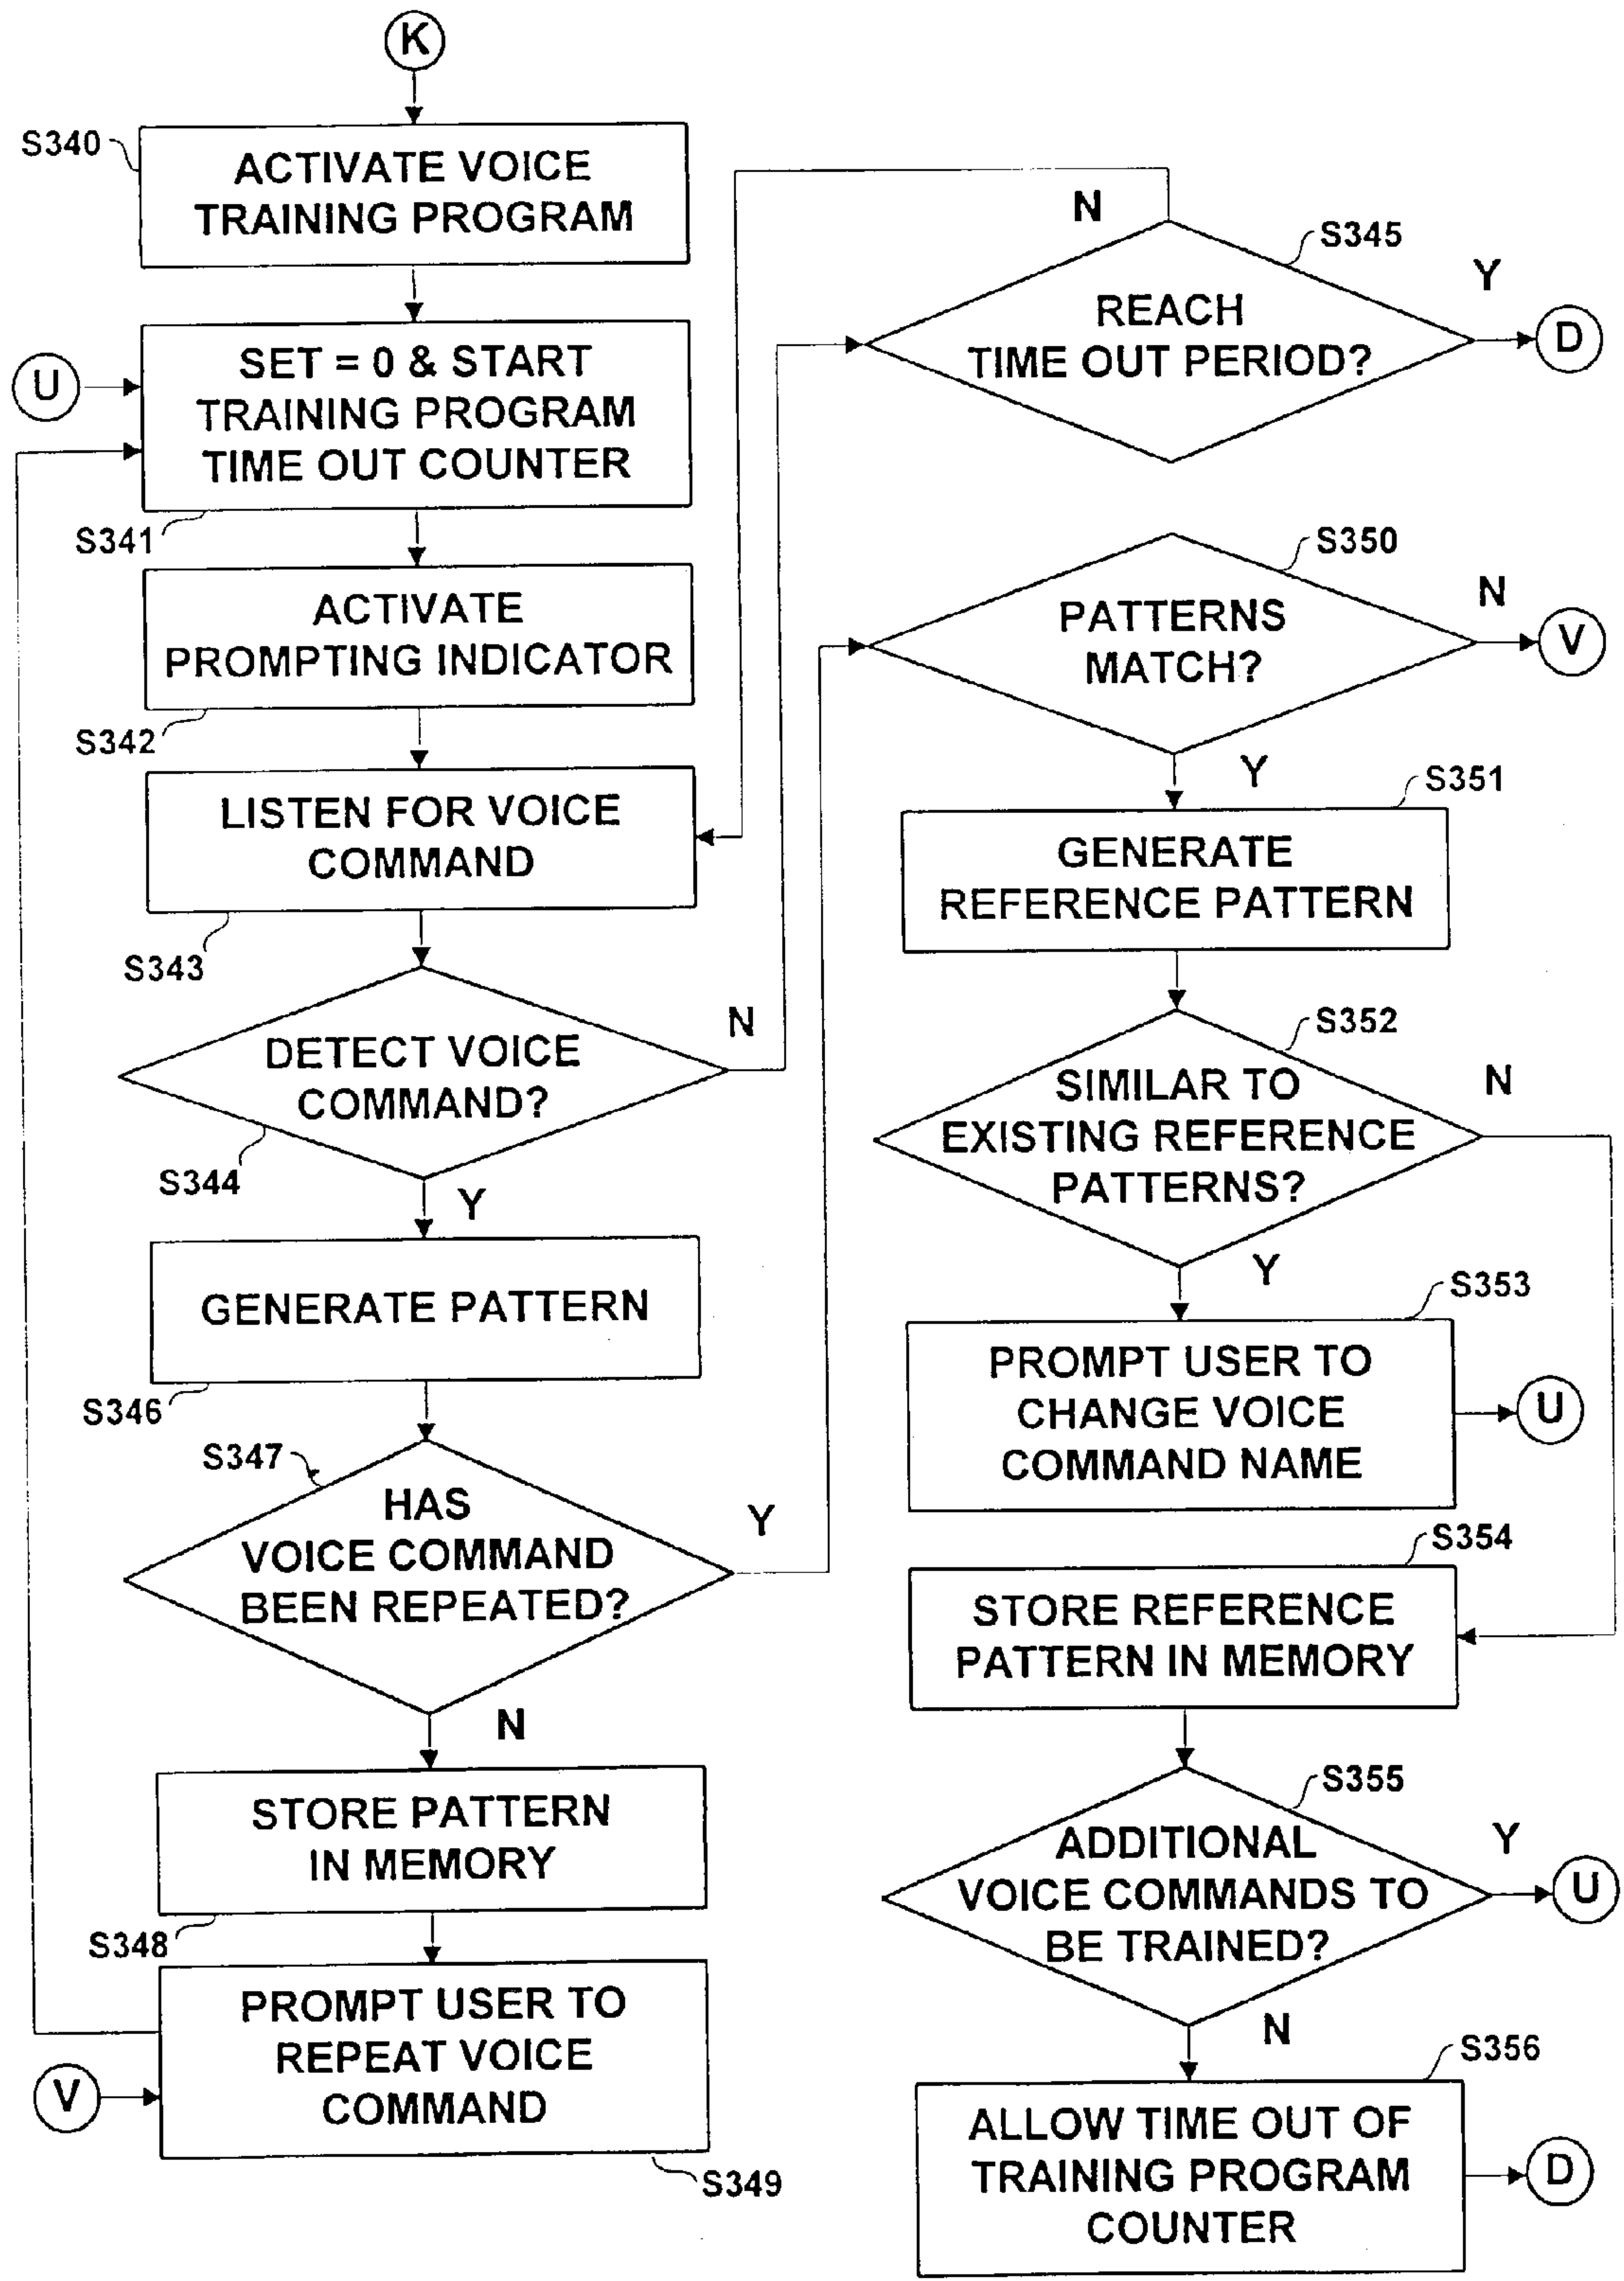 K
S340
ACTIVATE VOICE
TRAINING PROGRAM
U
SET = 0 & START
TRAINING PROGRAM
TIME OUT COUNTER
S341
ACTIVATE
PROMPTING INDICATOR
S342
LISTEN FOR VOICE
COMMAND
S343
DETECT VOICE
COMMAND?
N
S344
Y
GENERATE PATTERN
S346
S347
HAS
VOICE COMMAND
BEEN REPEATED?
Y
N
STORE PATTERN
IN MEMORY
S348
PROMPT USER TO
REPEAT VOICE
COMMAND
V
S349
N
S345
REACH
TIME OUT PERIOD?
Y
D
S350
PATTERNS
MATCH?
N
V
Y
S351
GENERATE
REFERENCE PATTERN
S352
SIMILAR TO
EXISTING REFERENCE
PATTERNS?
N
Y
S353
PROMPT USER TO
CHANGE VOICE
COMMAND NAME
U
S354
STORE REFERENCE
PATTERN IN MEMORY
S355
ADDITIONAL
VOICE COMMANDS TO
BE TRAINED?
Y
U
N
S356
ALLOW TIME OUT OF
TRAINING PROGRAM
COUNTER
D